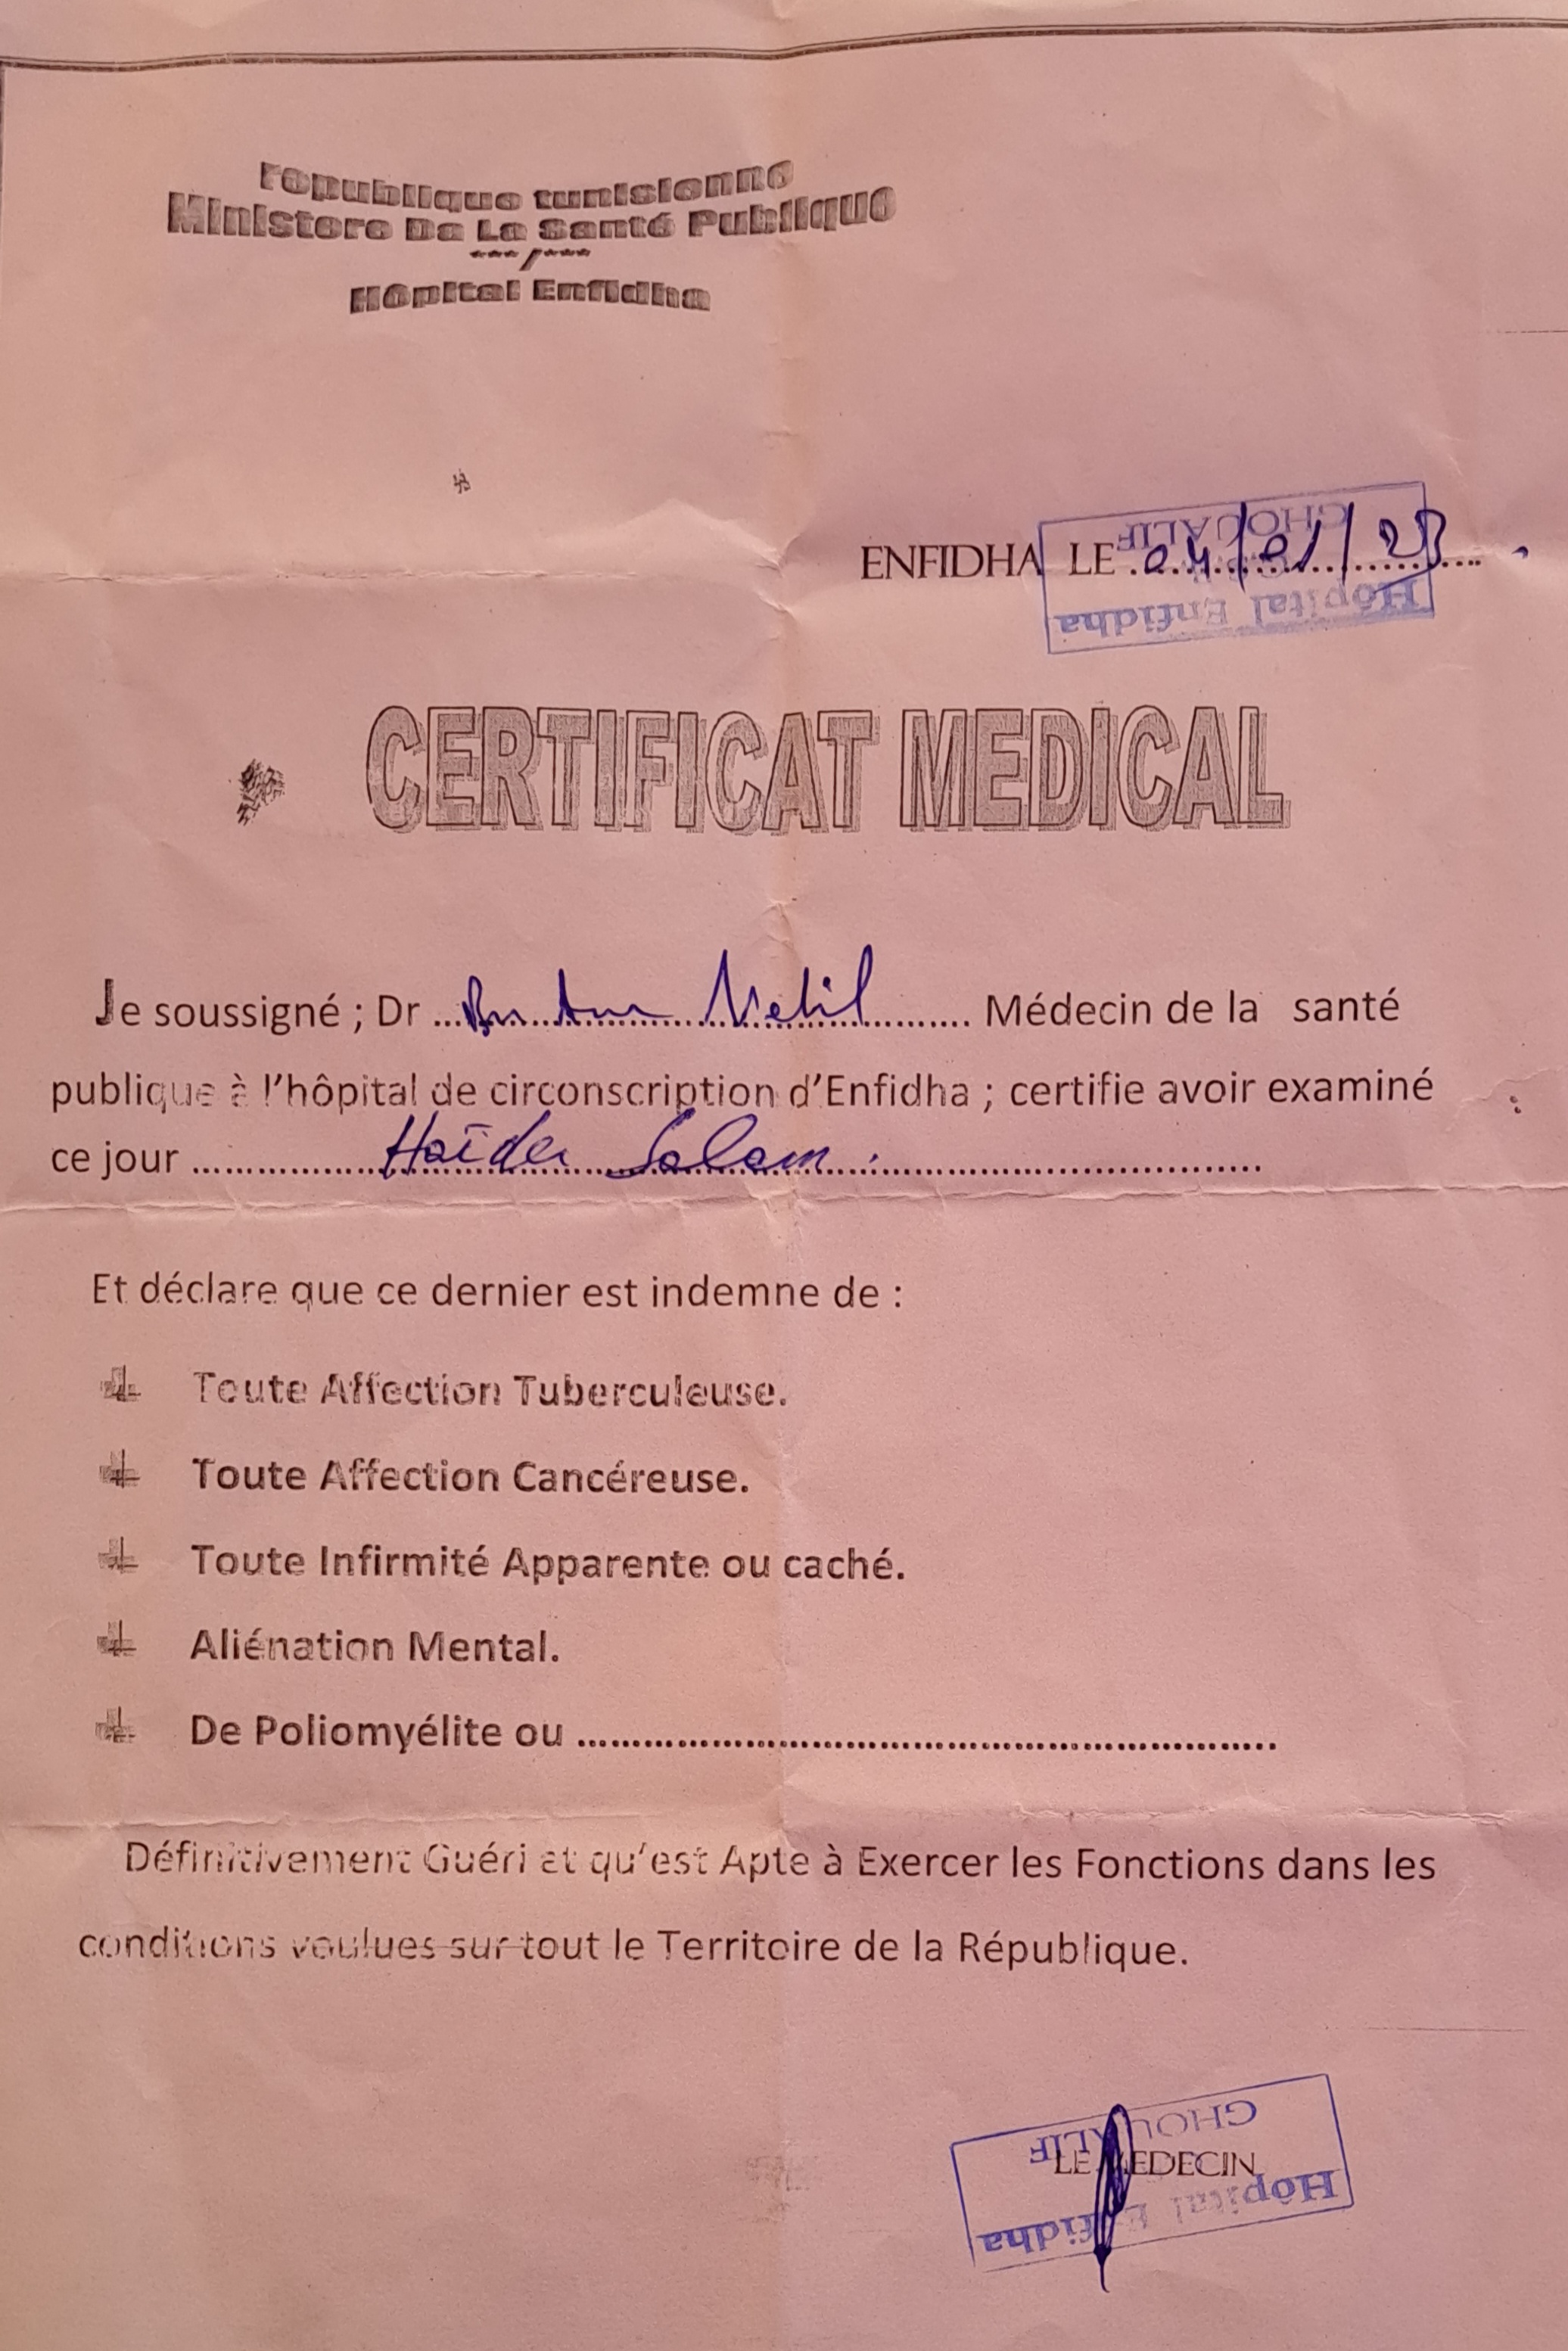 republique tunisienne
Ministere De La Santé Publique
---/----
Hôpital Enfidha
ENFIDHA LE 04/01/23
GHOUALIF
Hôpital Enfidha
CERTIFICAT MEDICAL
Je soussigné ; Dr ................ Médecin de la santé
publique à l'hôpital de circonscription d'Enfidha ; certifie avoir examiné
ce jour ........ Haïder Salem ........
Et déclare que ce dernier est indemne de :
Toute Affection Tuberculeuse.
Toute Affection Cancéreuse.
Toute Infirmité Apparente ou caché.
Aliénation Mental.
De Poliomyélite ou ................
Définitivement Guéri et qu'est Apte à Exercer les Fonctions dans les
conditions voulues sur tout le Territoire de la République.
GHOUALIF
LE MEDECIN
Hôpital Enfidha